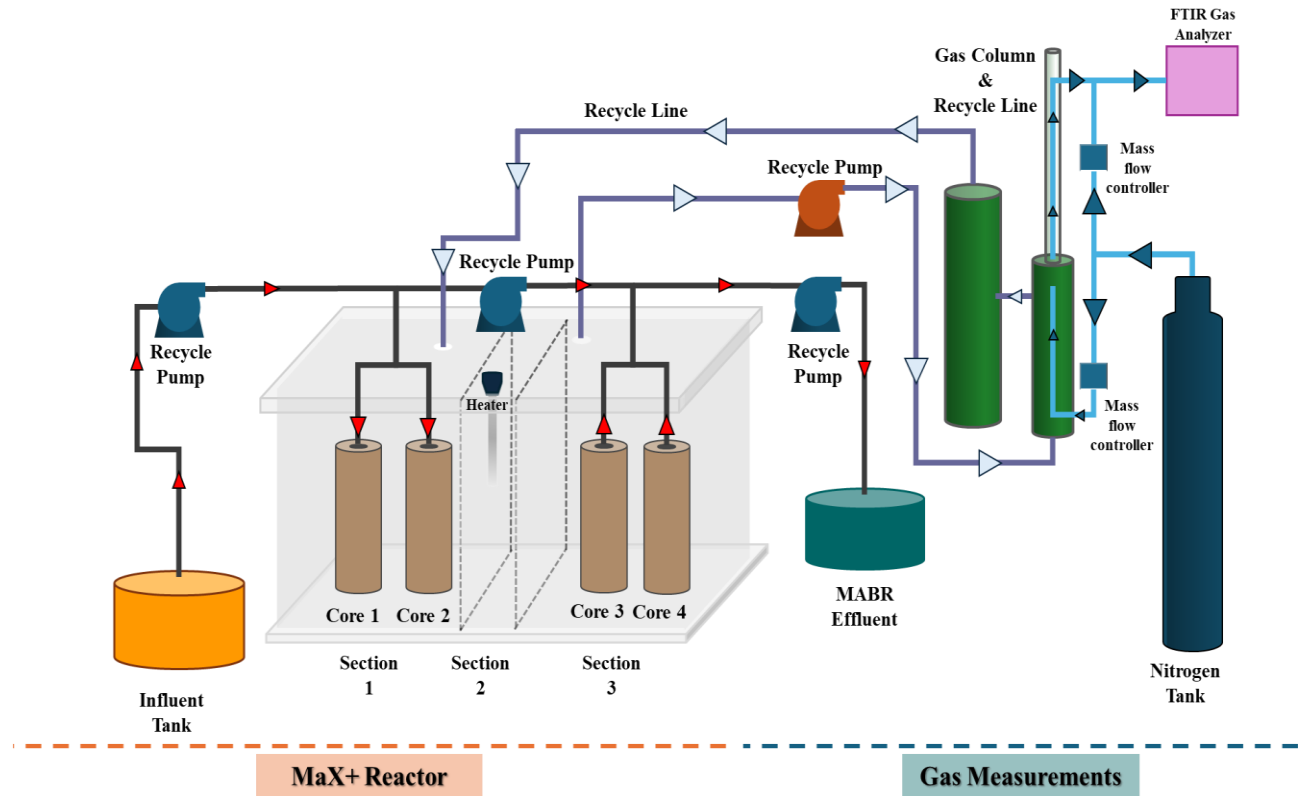 FTIR Gas
Analyzer
Gas Column
&
Recycle Line
Recycle Line
Mass
flow
controller
Recycle Pump
Recycle Pump
Recycle
Pump
Recycle
Pump
Heater
Mass
flow
controller
Core 1
Core 2
Core 3
Core 4
MABR
Effluent
Section
1
Section
2
Section
3
Influent
Tank
Nitrogen
Tank
MaX+ Reactor
Gas Measurements